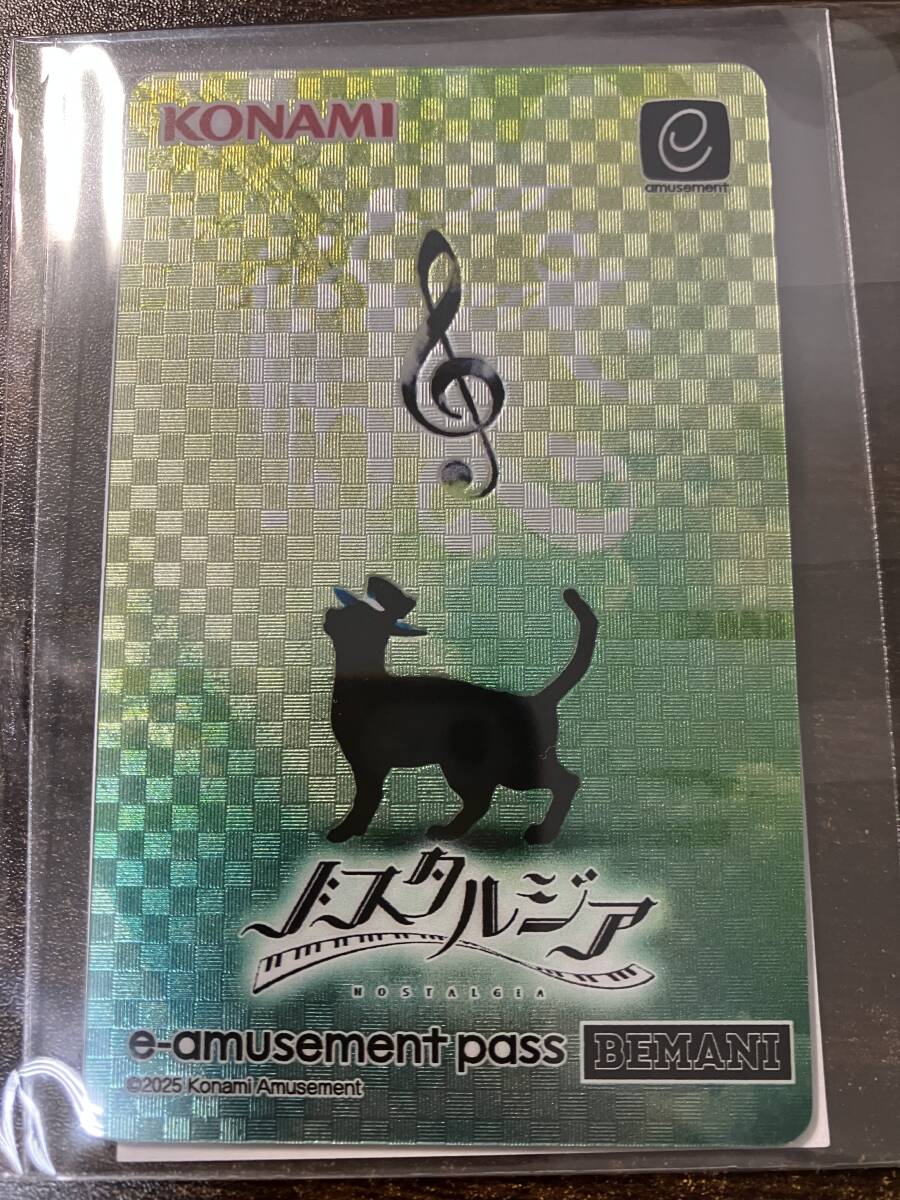 KONAMI
e
amusement
ノスタルジア
NOSTALGIA
e-amusement pass
BEMANI
©2025 Konami Amusement